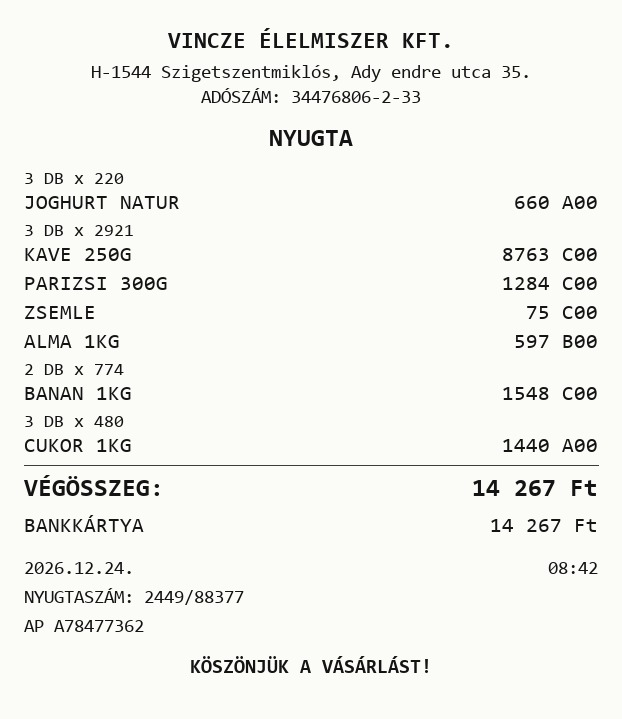 VINCZE ÉLELMISZER KFT.
H-1544 Szigetszentmiklós, Ady endre utca 35.
ADÓSZÁM: 34476806-2-33
NYUGTA
3 DB x 220
JOGHURT NATUR 660 A00
3 DB x 2921
KAVE 250G 8763 C00
PARIZSI 300G 1284 C00
ZSEMLE 75 C00
ALMA 1KG 597 B00
2 DB x 774
BANAN 1KG 1548 C00
3 DB x 480
CUKOR 1KG 1440 A00
VÉGÖSSZEG: 14 267 Ft
BANKKÁRTYA 14 267 Ft
2026.12.24. 08:42
NYUGTASZÁM: 2449/88377
AP A78477362
KÖSZÖNJÜK A VÁSÁRLÁST!